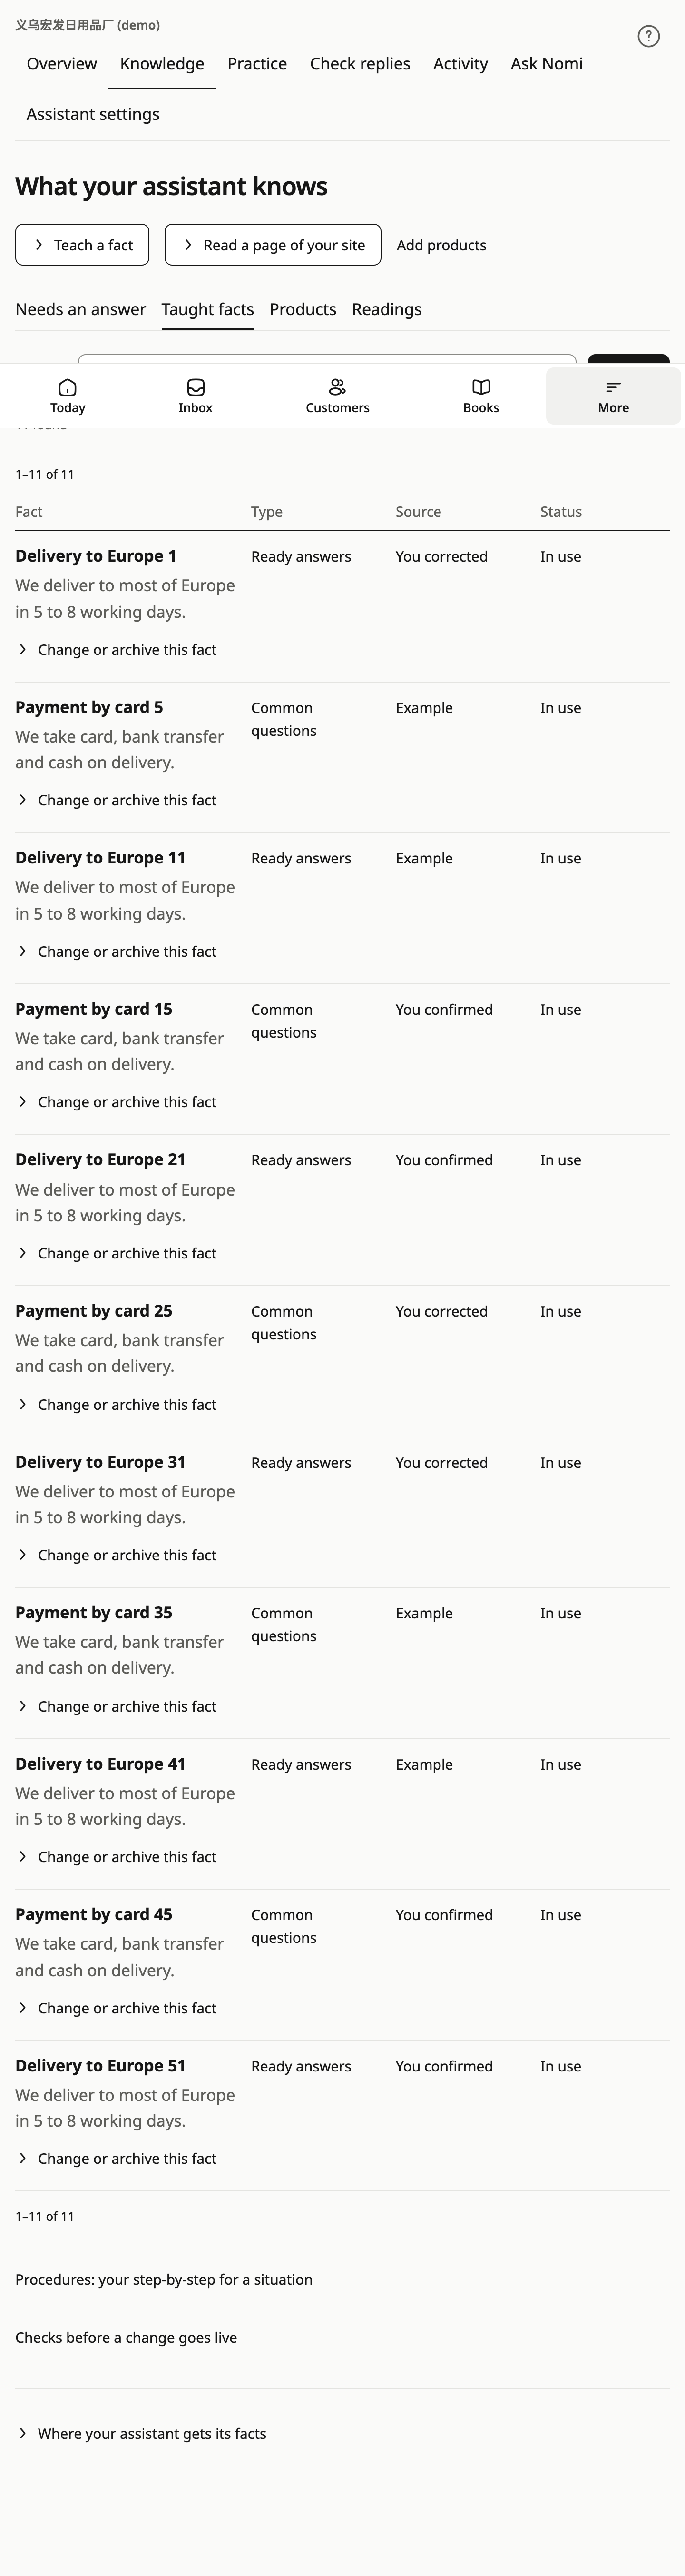 义乌宏发日用品厂 (demo)
Overview
Knowledge
Practice
Check replies
Activity
Ask Nomi
Assistant settings
What your assistant knows
Teach a fact
Read a page of your site
Add products
Needs an answer
Taught facts
Products
Readings
Today
Inbox
Customers
Books
More
1–11 of 11
Fact
Type
Source
Status
Delivery to Europe 1
Ready answers
You corrected
In use
We deliver to most of Europe
in 5 to 8 working days.
Change or archive this fact
Payment by card 5
Common
questions
Example
In use
We take card, bank transfer
and cash on delivery.
Change or archive this fact
Delivery to Europe 11
Ready answers
Example
In use
We deliver to most of Europe
in 5 to 8 working days.
Change or archive this fact
Payment by card 15
Common
questions
You confirmed
In use
We take card, bank transfer
and cash on delivery.
Change or archive this fact
Delivery to Europe 21
Ready answers
You confirmed
In use
We deliver to most of Europe
in 5 to 8 working days.
Change or archive this fact
Payment by card 25
Common
questions
You corrected
In use
We take card, bank transfer
and cash on delivery.
Change or archive this fact
Delivery to Europe 31
Ready answers
You corrected
In use
We deliver to most of Europe
in 5 to 8 working days.
Change or archive this fact
Payment by card 35
Common
questions
Example
In use
We take card, bank transfer
and cash on delivery.
Change or archive this fact
Delivery to Europe 41
Ready answers
Example
In use
We deliver to most of Europe
in 5 to 8 working days.
Change or archive this fact
Payment by card 45
Common
questions
You confirmed
In use
We take card, bank transfer
and cash on delivery.
Change or archive this fact
Delivery to Europe 51
Ready answers
You confirmed
In use
We deliver to most of Europe
in 5 to 8 working days.
Change or archive this fact
1–11 of 11
Procedures: your step-by-step for a situation
Checks before a change goes live
Where your assistant gets its facts